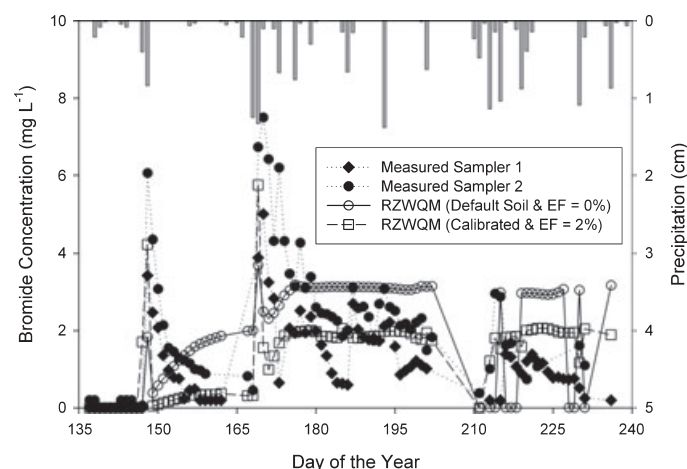 10
8
6
4
2
0
Bromide Concentration (mg L⁻¹)
0
1
2
3
4
5
Precipitation (cm)
Measured Sampler 1
Measured Sampler 2
RZWQM (Default Soil & EF = 0%)
RZWQM (Calibrated & EF = 2%)
135 150 165 180 195 210 225 240
Day of the Year